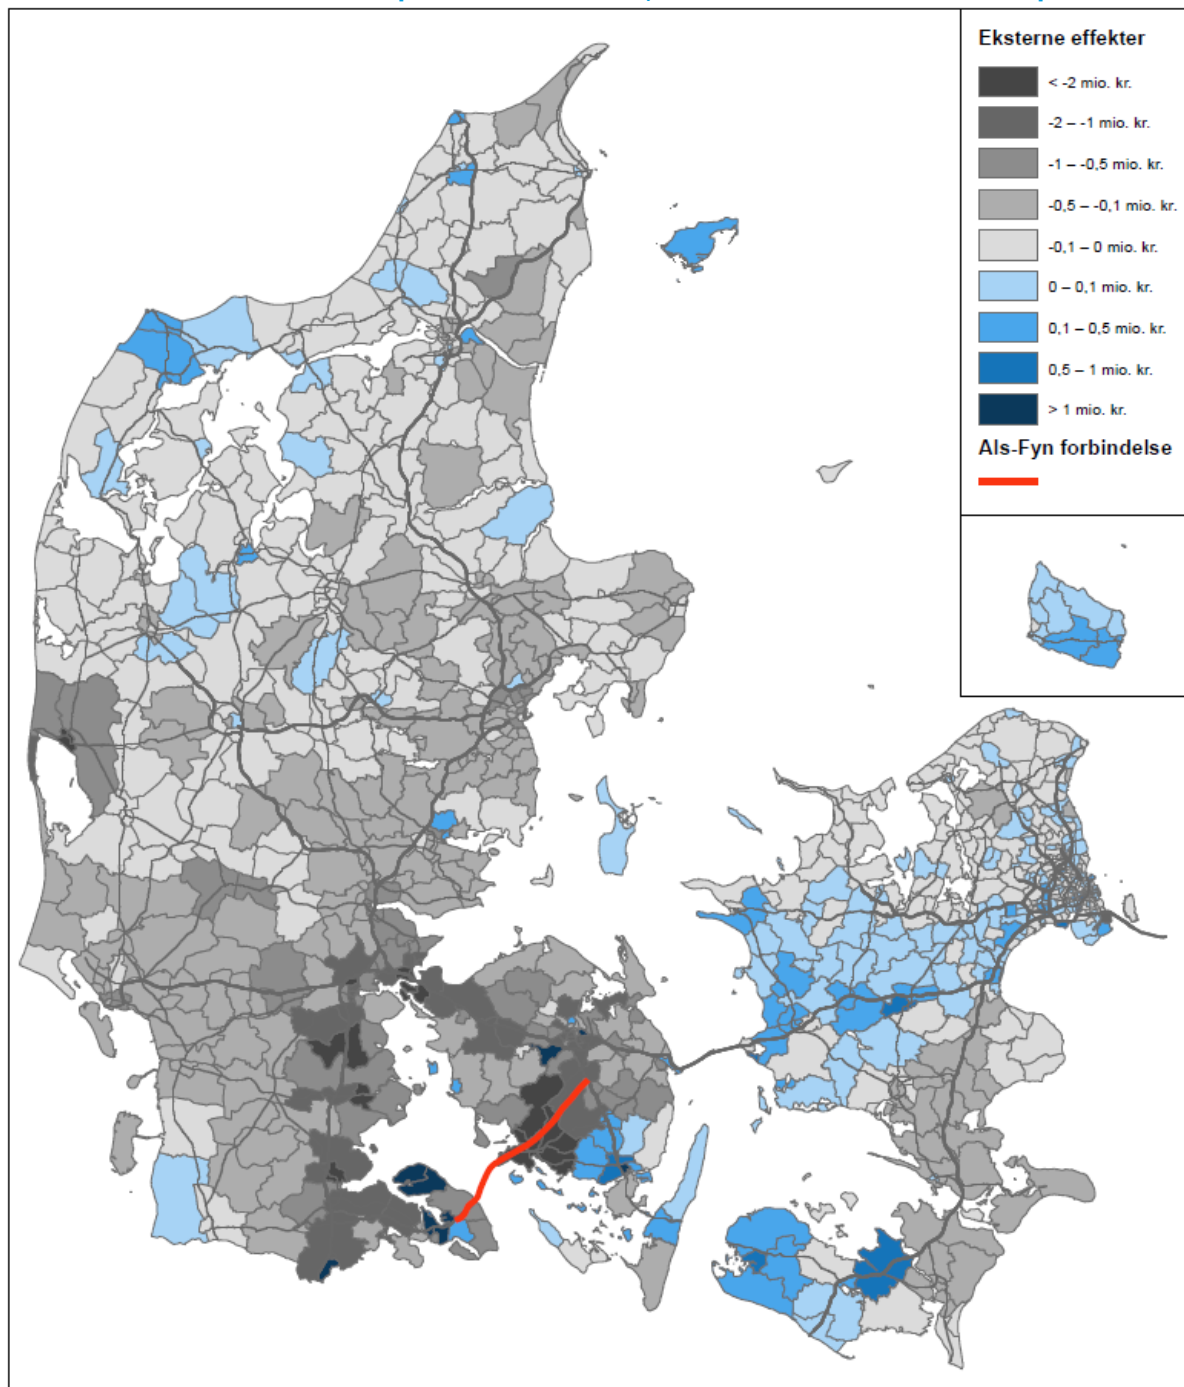 Eksterne effekter
< -2 mio. kr.
-2 – -1 mio. kr.
-1 – -0,5 mio. kr.
-0,5 – -0,1 mio. kr.
-0,1 – 0 mio. kr.
0 – 0,1 mio. kr.
0,1 – 0,5 mio. kr.
0,5 – 1 mio. kr.
> 1 mio. kr.
Als-Fyn forbindelse